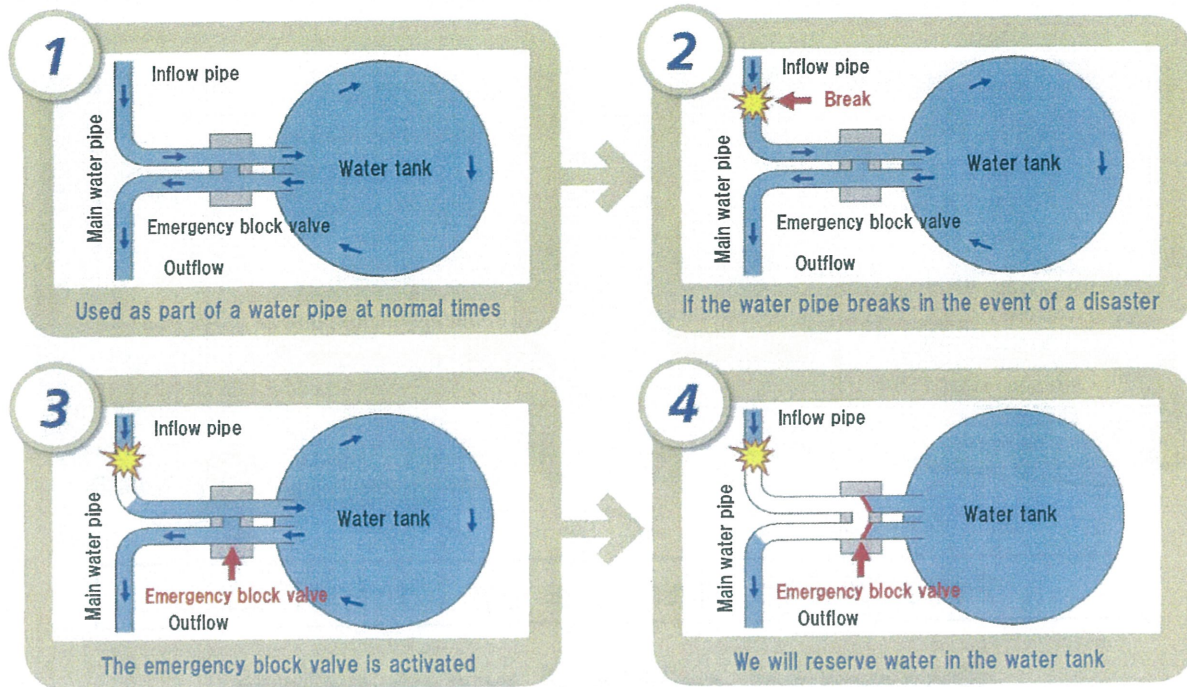 1
Inflow pipe
Main water pipe
Water tank
Emergency block valve
Outflow
Used as part of a water pipe at normal times
2
Inflow pipe
Break
Main water pipe
Water tank
Emergency block valve
Outflow
If the water pipe breaks in the event of a disaster
3
Inflow pipe
Main water pipe
Water tank
Emergency block valve
Outflow
The emergency block valve is activated
4
Inflow pipe
Main water pipe
Water tank
Emergency block valve
Outflow
We will reserve water in the water tank